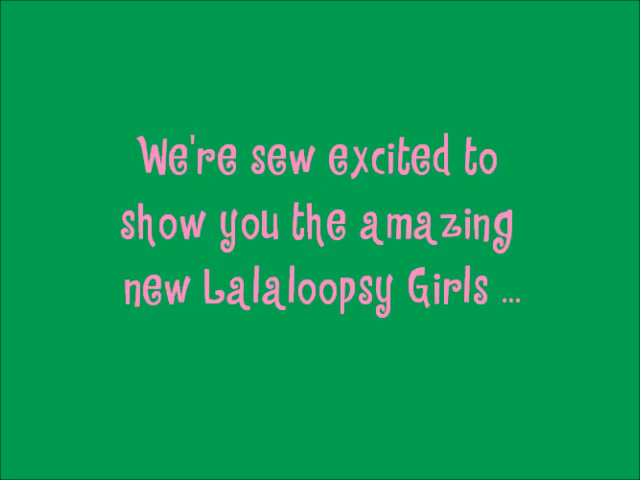 We're sew excited to
show you the amazing
new Lalaloopsy Girls ...